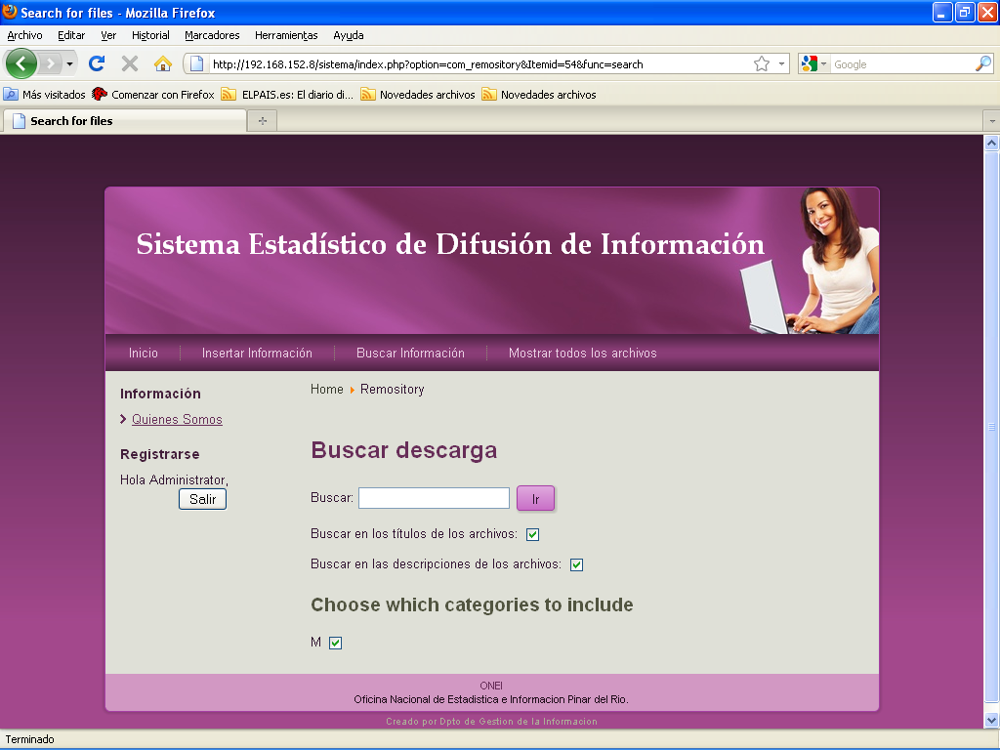 Search for files - Mozilla Firefox
Archivo Editar Ver Historial Marcadores Herramientas Ayuda
http://192.168.152.8/sistema/index.php?option=com_remository&Itemid=54&func=search
Google
Más visitados Comenzar con Firefox ELPAIS.es: El diario di... Novedades archivos Novedades archivos
Search for files
Sistema Estadístico de Difusión de Información
Inicio Insertar Información Buscar Información Mostrar todos los archivos
Información
Quienes Somos
Registrarse
Hola Administrator,
Salir
Home Remository
Buscar descarga
Buscar: Ir
Buscar en los títulos de los archivos:
Buscar en las descripciones de los archivos:
Choose which categories to include
M
ONEI
Oficina Nacional de Estadistica e Informacion Pinar del Rio.
Creado por Dpto de Gestion de la Informacion
Terminado